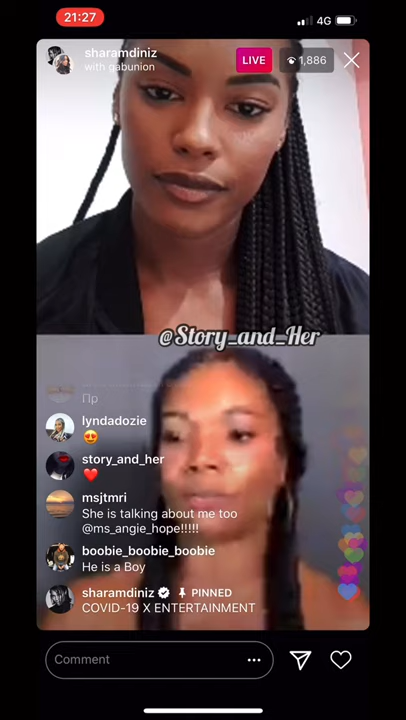 21:27
4G
sharamdiniz
with gabunion
LIVE
1,886
@Story_and_Her
Пр
lyndadozie
😍
story_and_her
❤️
msjtmri
She is talking about me too
@ms_angie_hope!!!!!
boobie_boobie_boobie
He is a Boy
sharamdiniz PINNED
COVID-19 X ENTERTAINMENT
Comment